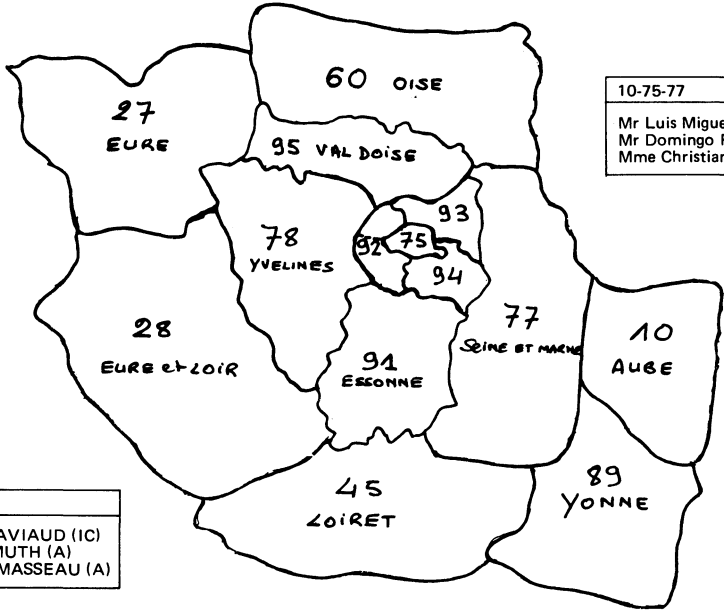 60 OISE
27
EURE
10-75-77
Mr Luis Migue
Mr Domingo
Mme Christian
95 VAL DOISE
93
78
YVELINES
92
75
94
77
SEINE ET MARNE
28
EURE et LOIR
10
AUBE
91
ESSONNE
45
LOIRET
89
YONNE
AVIAUD (IC)
MUTH (A)
MASSEAU (A)